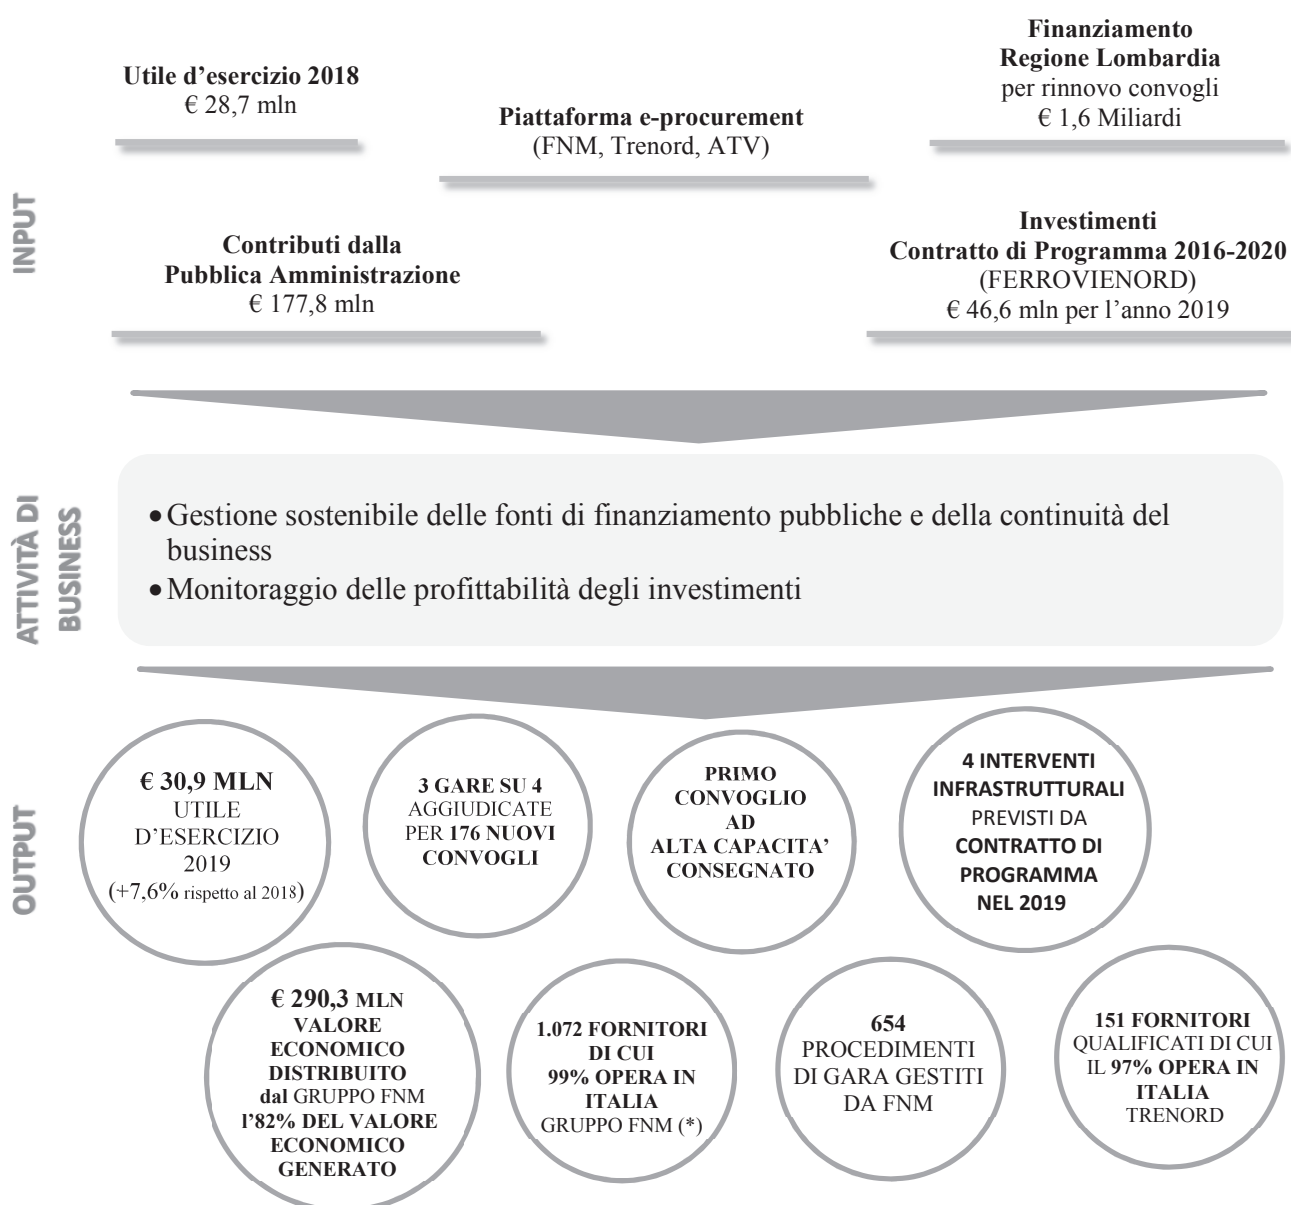 INPUT
Utile d’esercizio 2018
€ 28,7 mln
Piattaforma e-procurement
(FNM, Trenord, ATV)
Finanziamento
Regione Lombardia
per rinnovo convogli
€ 1,6 Miliardi
Contributi dalla
Pubblica Amministrazione
€ 177,8 mln
Investimenti
Contratto di Programma 2016-2020
(FERROVIENORD)
€ 46,6 mln per l’anno 2019
ATTIVITÀ DI
BUSINESS
• Gestione sostenibile delle fonti di finanziamento pubbliche e della continuità del
business
• Monitoraggio delle profittabilità degli investimenti
OUTPUT
€ 30,9 MLN
UTILE
D’ESERCIZIO
2019
(+7,6% rispetto al 2018)
3 GARE SU 4
AGGIUDICATE
PER 176 NUOVI
CONVOGLI
PRIMO
CONVOGLIO
AD
ALTA CAPACITA’
CONSEGNATO
4 INTERVENTI
INFRASTRUTTURALI
PREVISTI DA
CONTRATTO DI
PROGRAMMA
NEL 2019
€ 290,3 MLN
VALORE
ECONOMICO
DISTRIBUITO
dal GRUPPO FNM
l’82% DEL VALORE
ECONOMICO
GENERATO
1.072 FORNITORI
DI CUI
99% OPERA IN
ITALIA
GRUPPO FNM (*)
654
PROCEDIMENTI
DI GARA GESTITI
DA FNM
151 FORNITORI
QUALIFICATI DI CUI
IL 97% OPERA IN
ITALIA
TRENORD